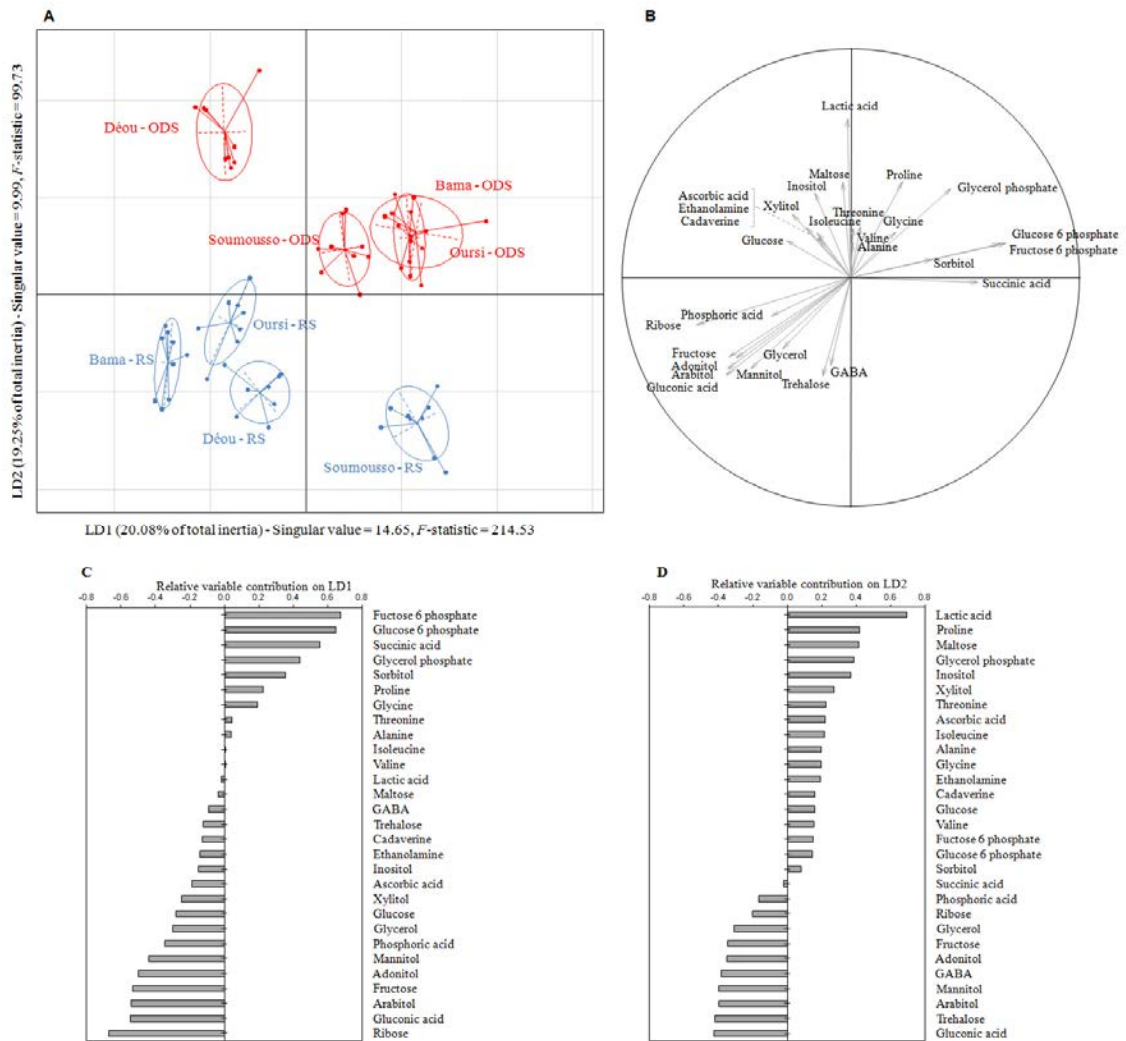 A
LD2 (19.25% of total inertia) - Singular value = 9.99, F-statistic = 99.73
Déou - ODS
Bama - ODS
Soumousso - ODS
Oursi - ODS
Oursi - RS
Bama - RS
Déou - RS
Soumousso - RS
LD1 (20.08% of total inertia) - Singular value = 14.65, F-statistic = 214.53
B
Lactic acid
Maltose
Proline
Inositol
Glycerol phosphate
Ascorbic acid
Ethanolamine
Cadaverine
Xylitol
Threonine
Isoleucine
Glycine
Valine
Alanine
Glucose
Glucose 6 phosphate
Fructose 6 phosphate
Sorbitol
Succinic acid
Phosphoric acid
Ribose
Fructose
Glycerol
Adonitol
Arabitol
Mannitol
GABA
Gluconic acid
Trehalose
C
Relative variable contribution on LD1
-0.8 -0.6 -0.4 -0.2 0.0 0.2 0.4 0.6 0.8
Fuctose 6 phosphate
Glucose 6 phosphate
Succinic acid
Glycerol phosphate
Sorbitol
Proline
Glycine
Threonine
Alanine
Isoleucine
Valine
Lactic acid
Maltose
GABA
Trehalose
Cadaverine
Ethanolamine
Inositol
Ascorbic acid
Xylitol
Glucose
Glycerol
Phosphoric acid
Mannitol
Adonitol
Fructose
Arabitol
Gluconic acid
Ribose
D
Relative variable contribution on LD2
-0.8 -0.6 -0.4 -0.2 0.0 0.2 0.4 0.6 0.8
Lactic acid
Proline
Maltose
Glycerol phosphate
Inositol
Xylitol
Threonine
Ascorbic acid
Isoleucine
Alanine
Glycine
Ethanolamine
Cadaverine
Glucose
Valine
Fuctose 6 phosphate
Glucose 6 phosphate
Sorbitol
Succinic acid
Phosphoric acid
Ribose
Glycerol
Fructose
Adonitol
GABA
Mannitol
Arabitol
Trehalose
Gluconic acid